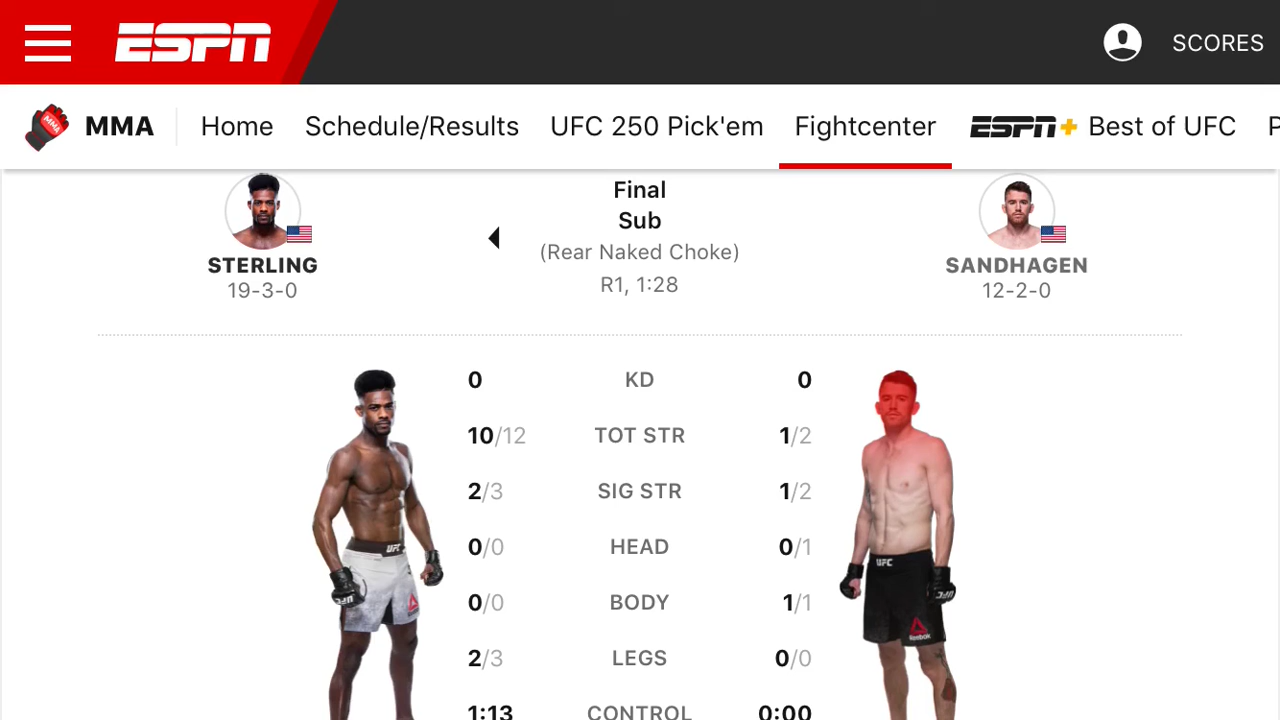 ESPN
SCORES
MMA
Home
Schedule/Results
UFC 250 Pick'em
Fightcenter
ESPN+ Best of UFC
P
Final
Sub
(Rear Naked Choke)
R1, 1:28
STERLING
19-3-0
SANDHAGEN
12-2-0
0 KD 0
10/12 TOT STR 1/2
2/3 SIG STR 1/2
0/0 HEAD 0/1
0/0 BODY 1/1
2/3 LEGS 0/0
1:13 CONTROL 0:00
UFC
UFC
Reebok